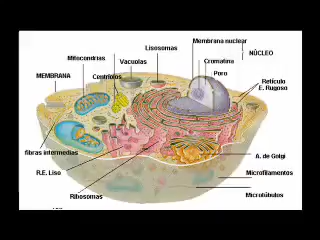 Membrana nuclear
NÚCLEO
Lisosomas
Mitocondrias
Vacuolas
Cromatina
Poro
MEMBRANA
Centriolos
Retículo
E. Rugoso
fibras intermedias
A. de Golgi
R.E. Liso
Microfilamentos
Ribosomas
Microtúbulos